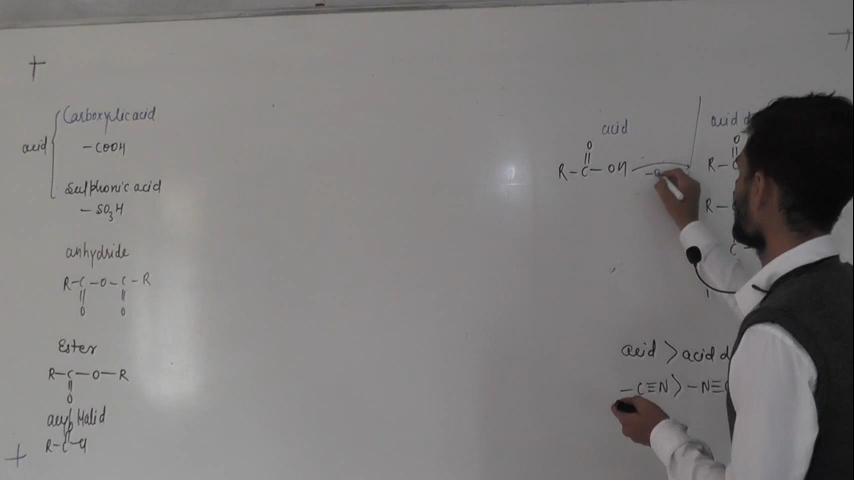 Carboxylic acid
acid
-COOH
Sulphonic acid
-SO3H
anhydride
R-C-O-C-R
|| ||
O O
Ester
R-C-O-R
||
O
acyl Halid
R-C-Cl
acid
O
||
R-C-OH
acid d
O
R-C
R-
C
acid > acid d
-C≡N > -N≡